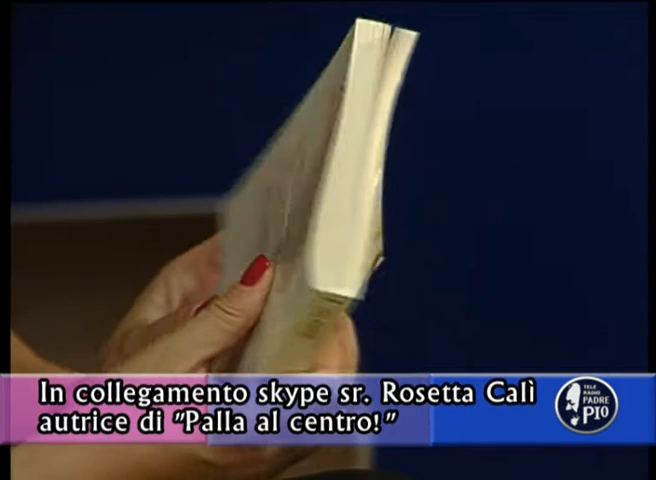 In collegamento skype sr. Rosetta Calì
autrice di "Palla al centro!"
TELE
RADIO
PADRE
PIO